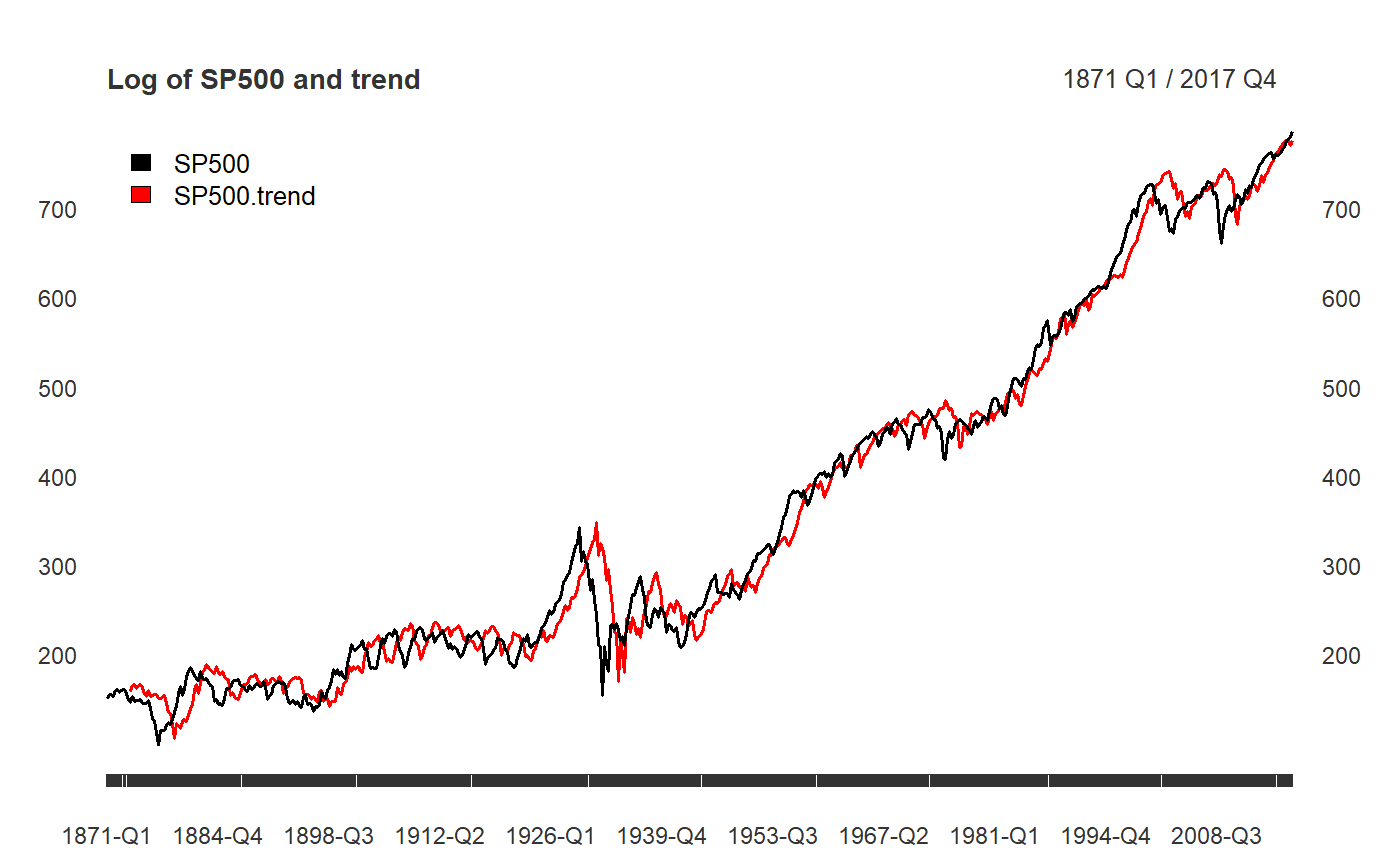 Log of SP500 and trend 1871 Q1 / 2017 Q4
SP500
SP500.trend
700 700
600 600
500 500
400 400
300 300
200 200
1871-Q1 1884-Q4 1898-Q3 1912-Q2 1926-Q1 1939-Q4 1953-Q3 1967-Q2 1981-Q1 1994-Q4 2008-Q3